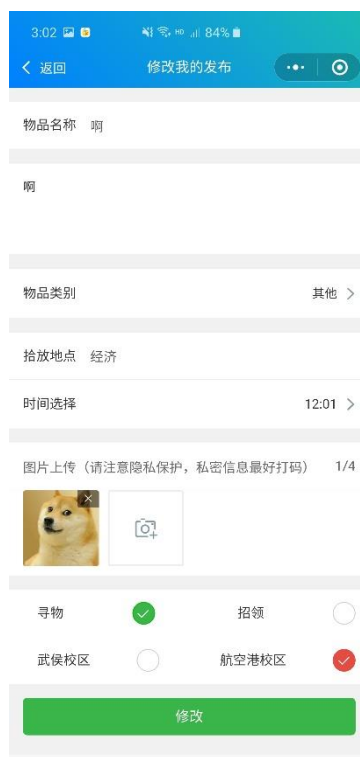 3:02 HD 84%
返回 修改我的发布
物品名称 啊
啊
物品类别 其他
拾放地点 经济
时间选择 12:01
图片上传（请注意隐私保护，私密信息最好打码） 1/4
寻物 招领
武侯校区 航空港校区
修改